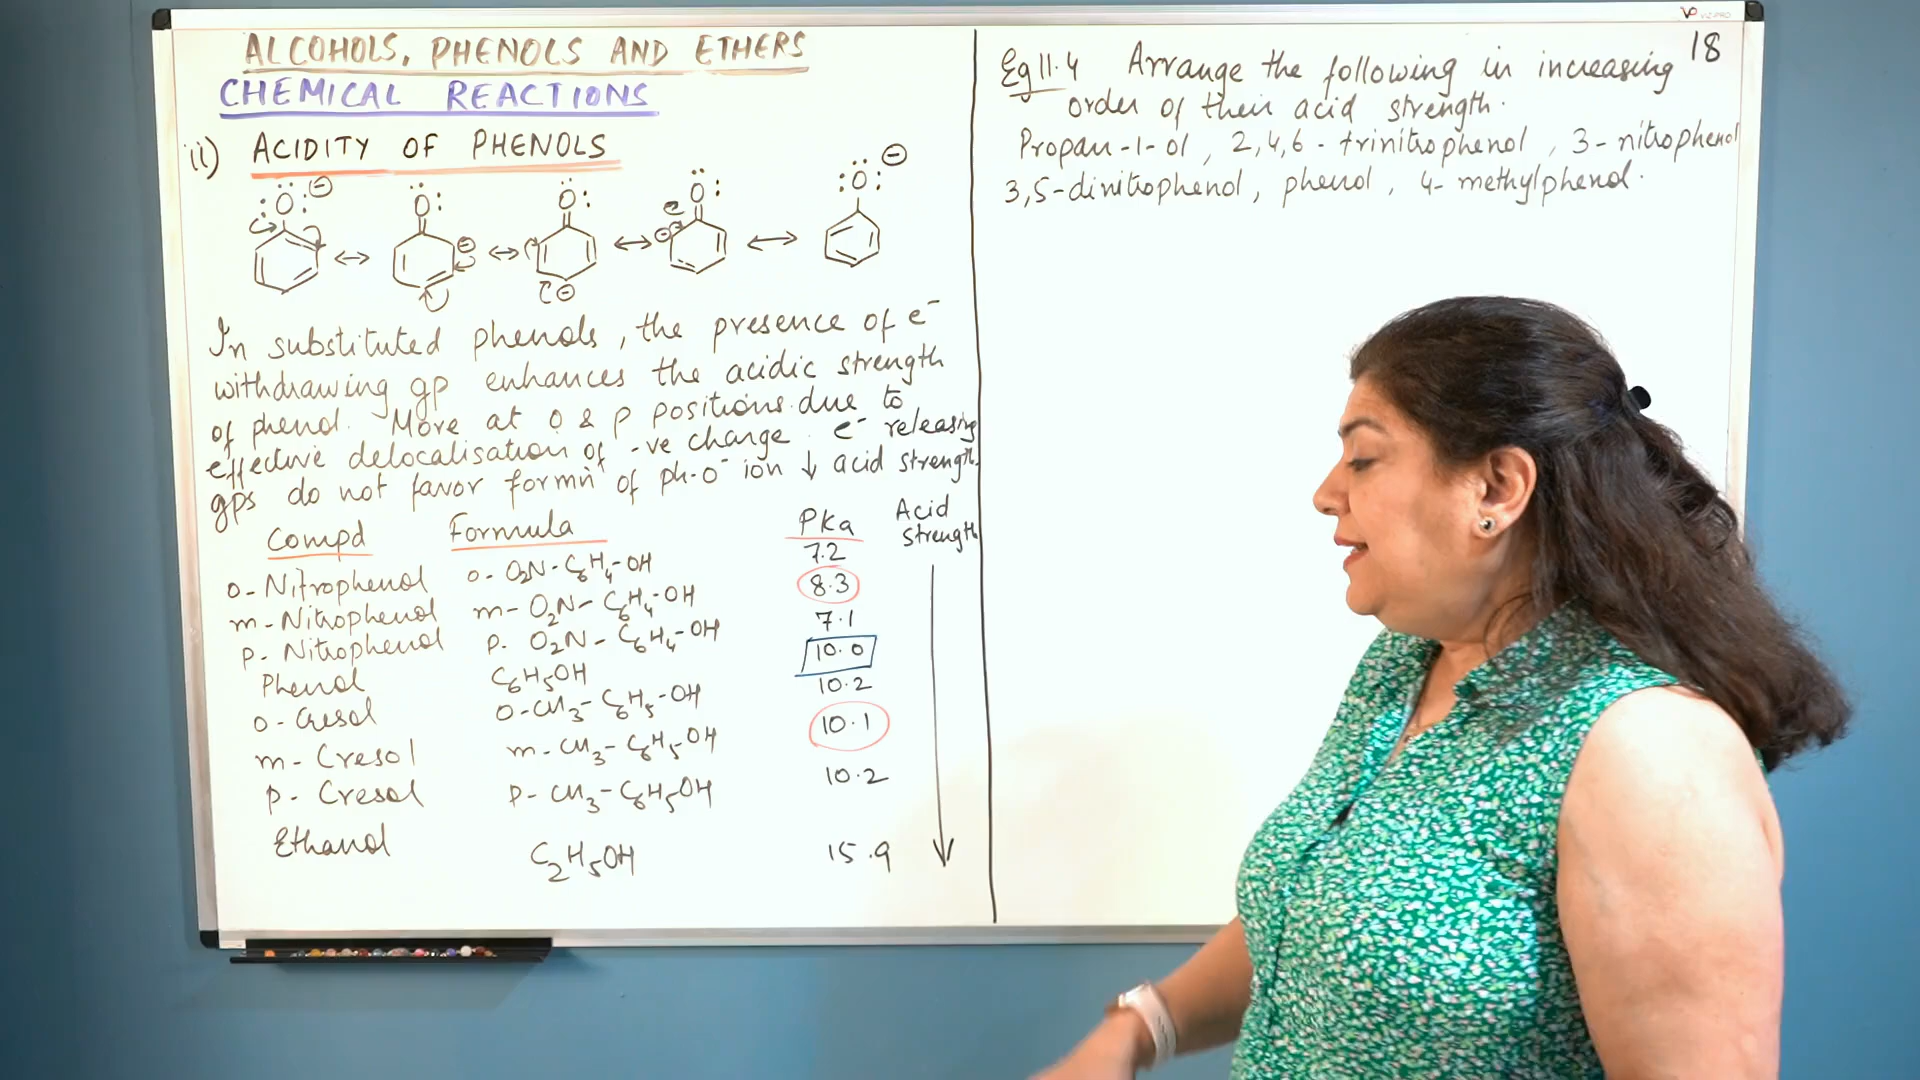 ALCOHOLS, PHENOLS AND ETHERS
CHEMICAL REACTIONS
ii) ACIDITY OF PHENOLS
In substituted phenols, the presence of e⁻
withdrawing gp enhances the acidic strength
of phenol. More at o & p positions due to
effective delocalisation of -ve charge. e⁻ releasing
gps do not favor formⁿ of ph-O⁻ ion ↓ acid strength.
Compd Formula Pka Acid strength
o-Nitrophenol o-O₂N-C₆H₄-OH 7.2
m-Nitrophenol m-O₂N-C₆H₄-OH 8.3
p-Nitrophenol p-O₂N-C₆H₄-OH 7.1
Phenol C₆H₅OH 10.0
o-Cresol o-CH₃-C₆H₅-OH 10.2
m-Cresol m-CH₃-C₆H₅OH 10.1
p-Cresol p-CH₃-C₆H₅OH 10.2
Ethanol C₂H₅OH 15.9
18
Eg 11.4 Arrange the following in increasing
order of their acid strength.
Propan-1-ol, 2,4,6-trinitrophenol, 3-nitrophenol
3,5-dinitrophenol, phenol, 4-methylphenol.